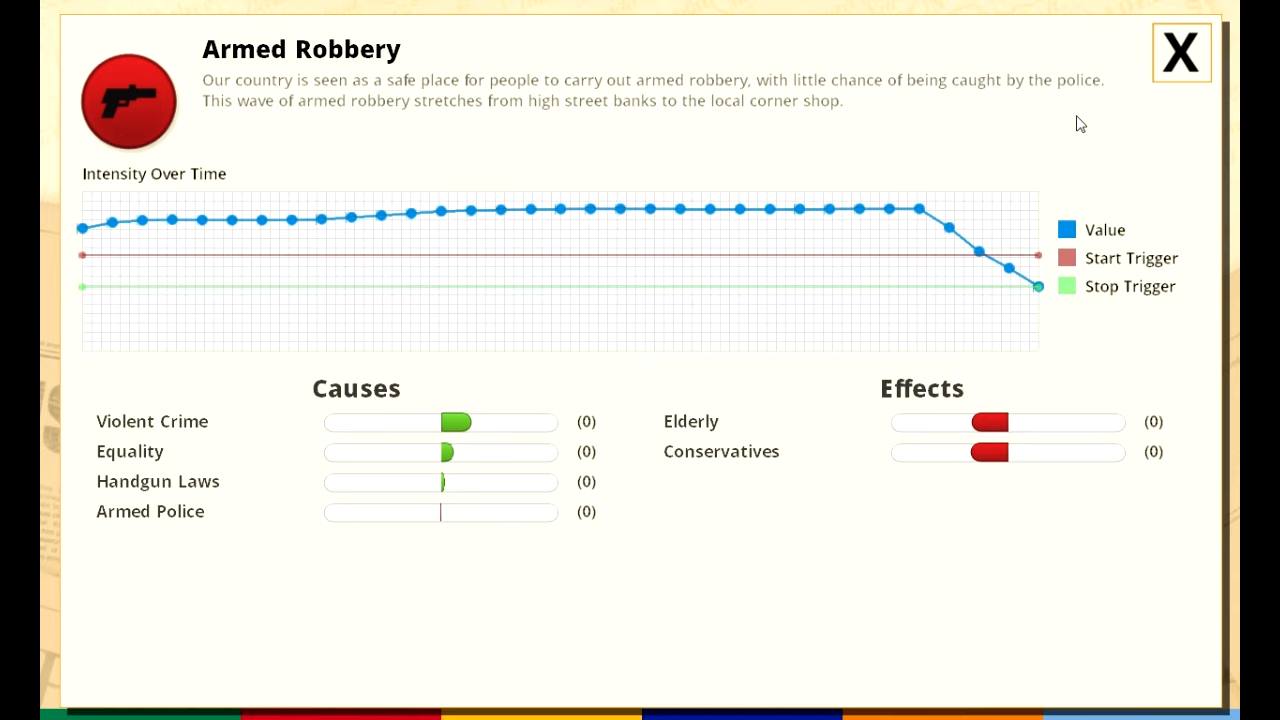 Armed Robbery
X
Our country is seen as a safe place for people to carry out armed robbery, with little chance of being caught by the police.
This wave of armed robbery stretches from high street banks to the local corner shop.
Intensity Over Time
Value
Start Trigger
Stop Trigger
Causes
Violent Crime (0)
Equality (0)
Handgun Laws (0)
Armed Police (0)
Effects
Elderly (0)
Conservatives (0)